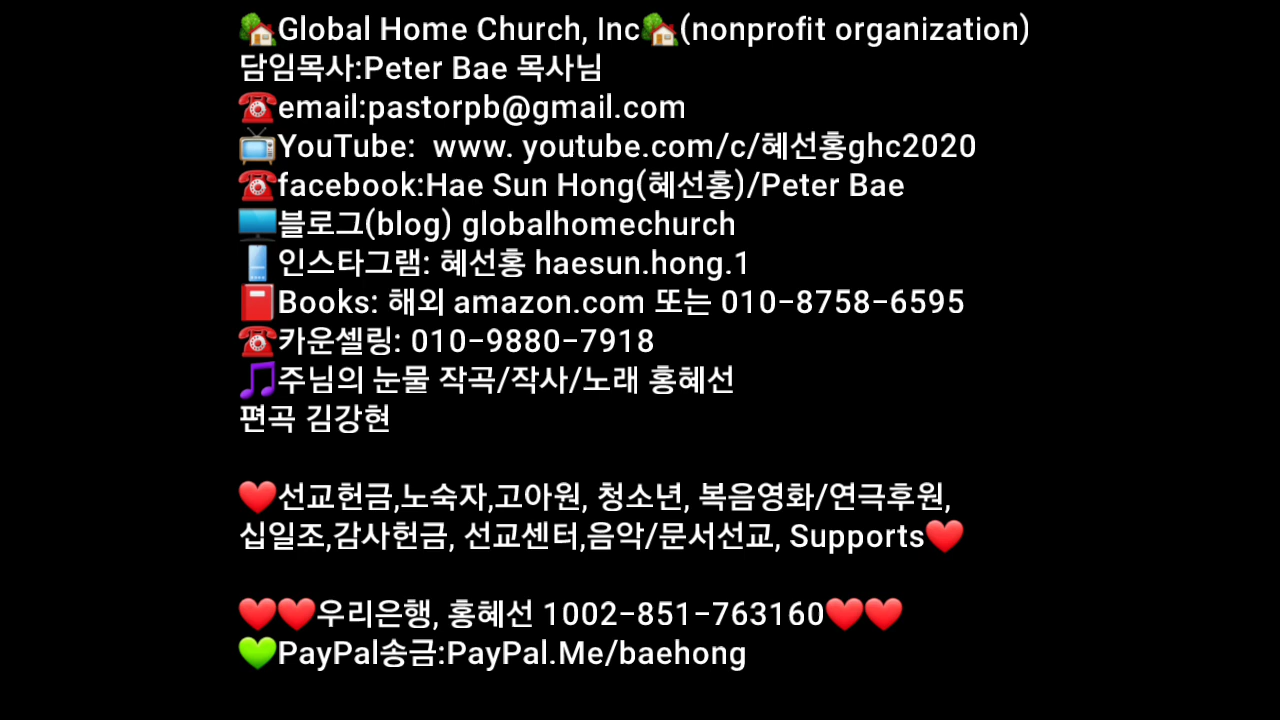 🏡Global Home Church, Inc🏡(nonprofit organization)
담임목사:Peter Bae 목사님
☎email:pastorpb@gmail.com
📺YouTube:  www. youtube.com/c/혜선홍ghc2020
☎facebook:Hae Sun Hong(혜선홍)/Peter Bae
🖥블로그(blog) globalhomechurch
📱인스타그램: 혜선홍 haesun.hong.1
📕Books: 해외 amazon.com 또는 010-8758-6595
☎카운셀링: 010-9880-7918
🎵주님의 눈물 작곡/작사/노래 홍혜선
편곡 김강현
❤선교헌금,노숙자,고아원, 청소년, 복음영화/연극후원,
십일조,감사헌금, 선교센터,음악/문서선교, Supports❤
❤❤우리은행, 홍혜선 1002-851-763160❤❤
💚PayPal송금:PayPal.Me/baehong